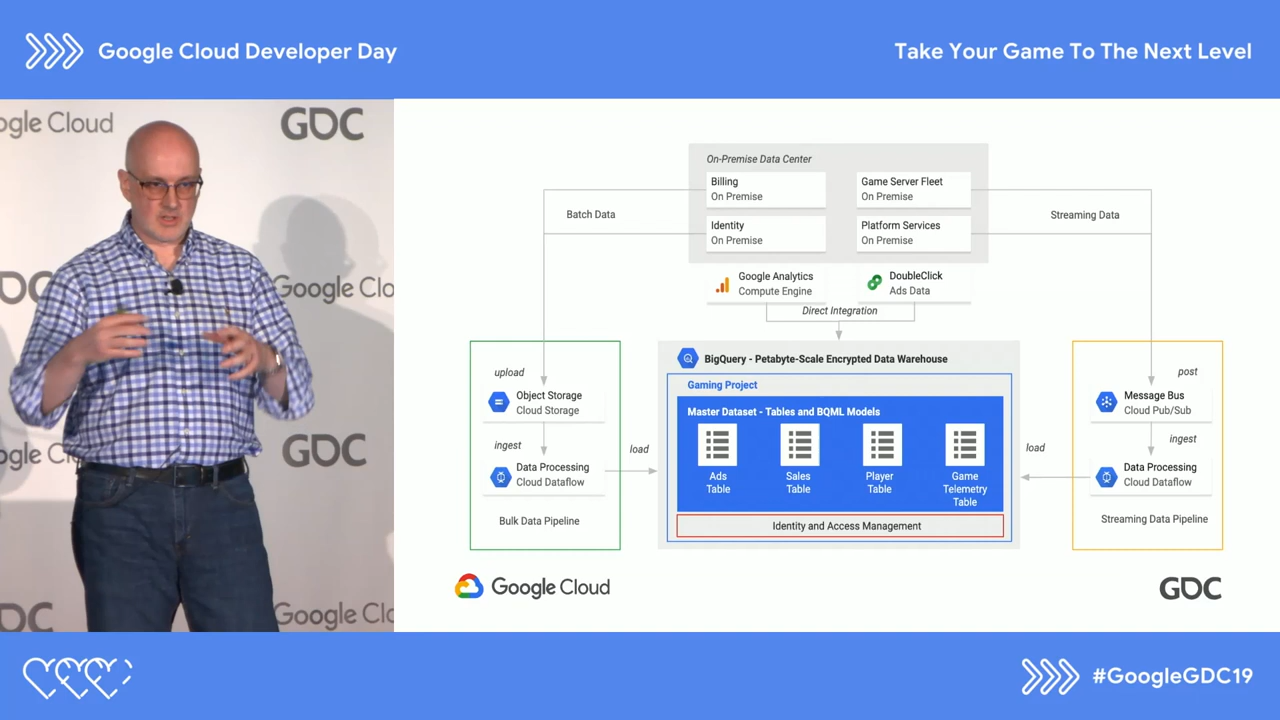 Google Cloud Developer Day
Take Your Game To The Next Level
ogle Cloud
GDC
DC
Google Clo
ogle Cl
GDC
DC
Google Clo
On-Premise Data Center
Billing
On Premise
Game Server Fleet
On Premise
Identity
On Premise
Platform Services
On Premise
Batch Data
Streaming Data
Google Analytics
Compute Engine
DoubleClick
Ads Data
Direct Integration
upload
Object Storage
Cloud Storage
ingest
Data Processing
Cloud Dataflow
Bulk Data Pipeline
load
BigQuery - Petabyte-Scale Encrypted Data Warehouse
Gaming Project
Master Dataset - Tables and BQML Models
Ads
Table
Sales
Table
Player
Table
Game
Telemetry
Table
Identity and Access Management
load
post
Message Bus
Cloud Pub/Sub
ingest
Data Processing
Cloud Dataflow
Streaming Data Pipeline
Google Cloud
GDC
#GoogleGDC19